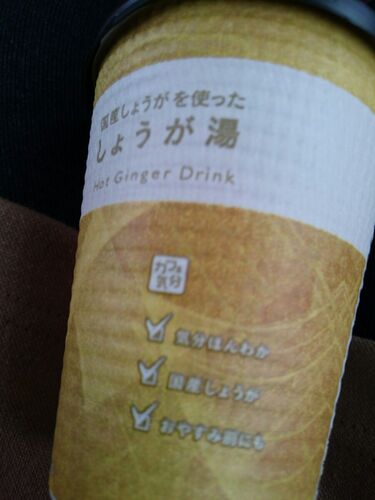 国産しょうがを使った
しょうが湯
Hot Ginger Drink
カフェ
気分
気分ほんわか
国産しょうが
おやすみ前にも